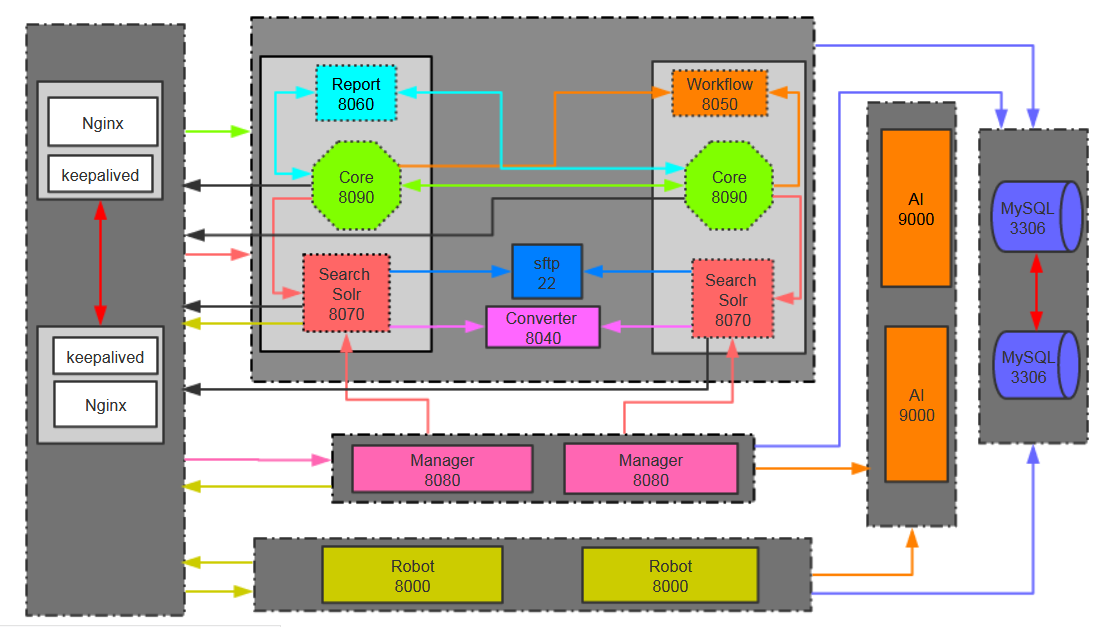 Nginx
keepalived
keepalived
Nginx
Report
8060
Core
8090
Search
Solr
8070
Workflow
8050
Core
8090
Search
Solr
8070
sftp
22
Converter
8040
Manager
8080
Manager
8080
Robot
8000
Robot
8000
AI
9000
AI
9000
MySQL
3306
MySQL
3306